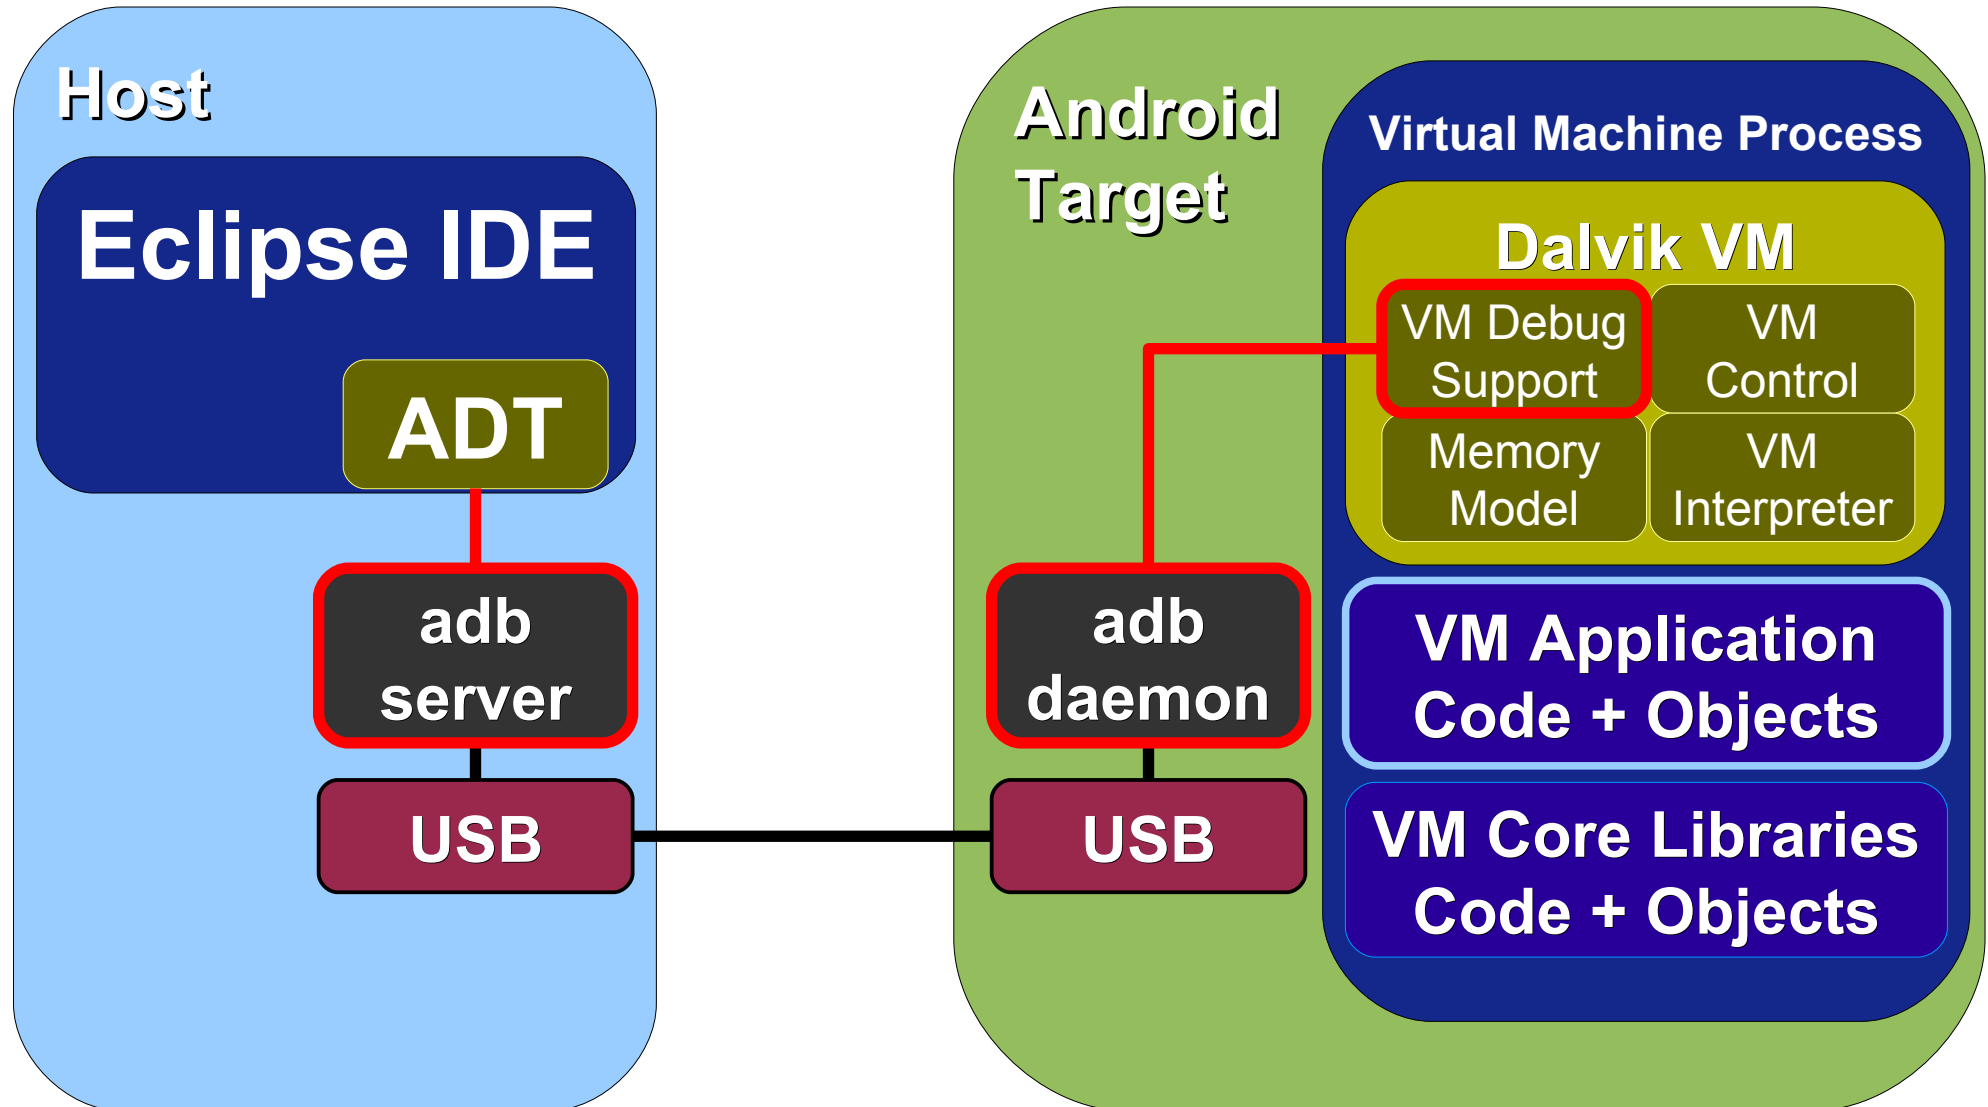 Host
Eclipse IDE
ADT
adb
server
USB
Android
Target
adb
daemon
USB
Virtual Machine Process
Dalvik VM
VM Debug
Support
VM
Control
Memory
Model
VM
Interpreter
VM Application
Code + Objects
VM Core Libraries
Code + Objects